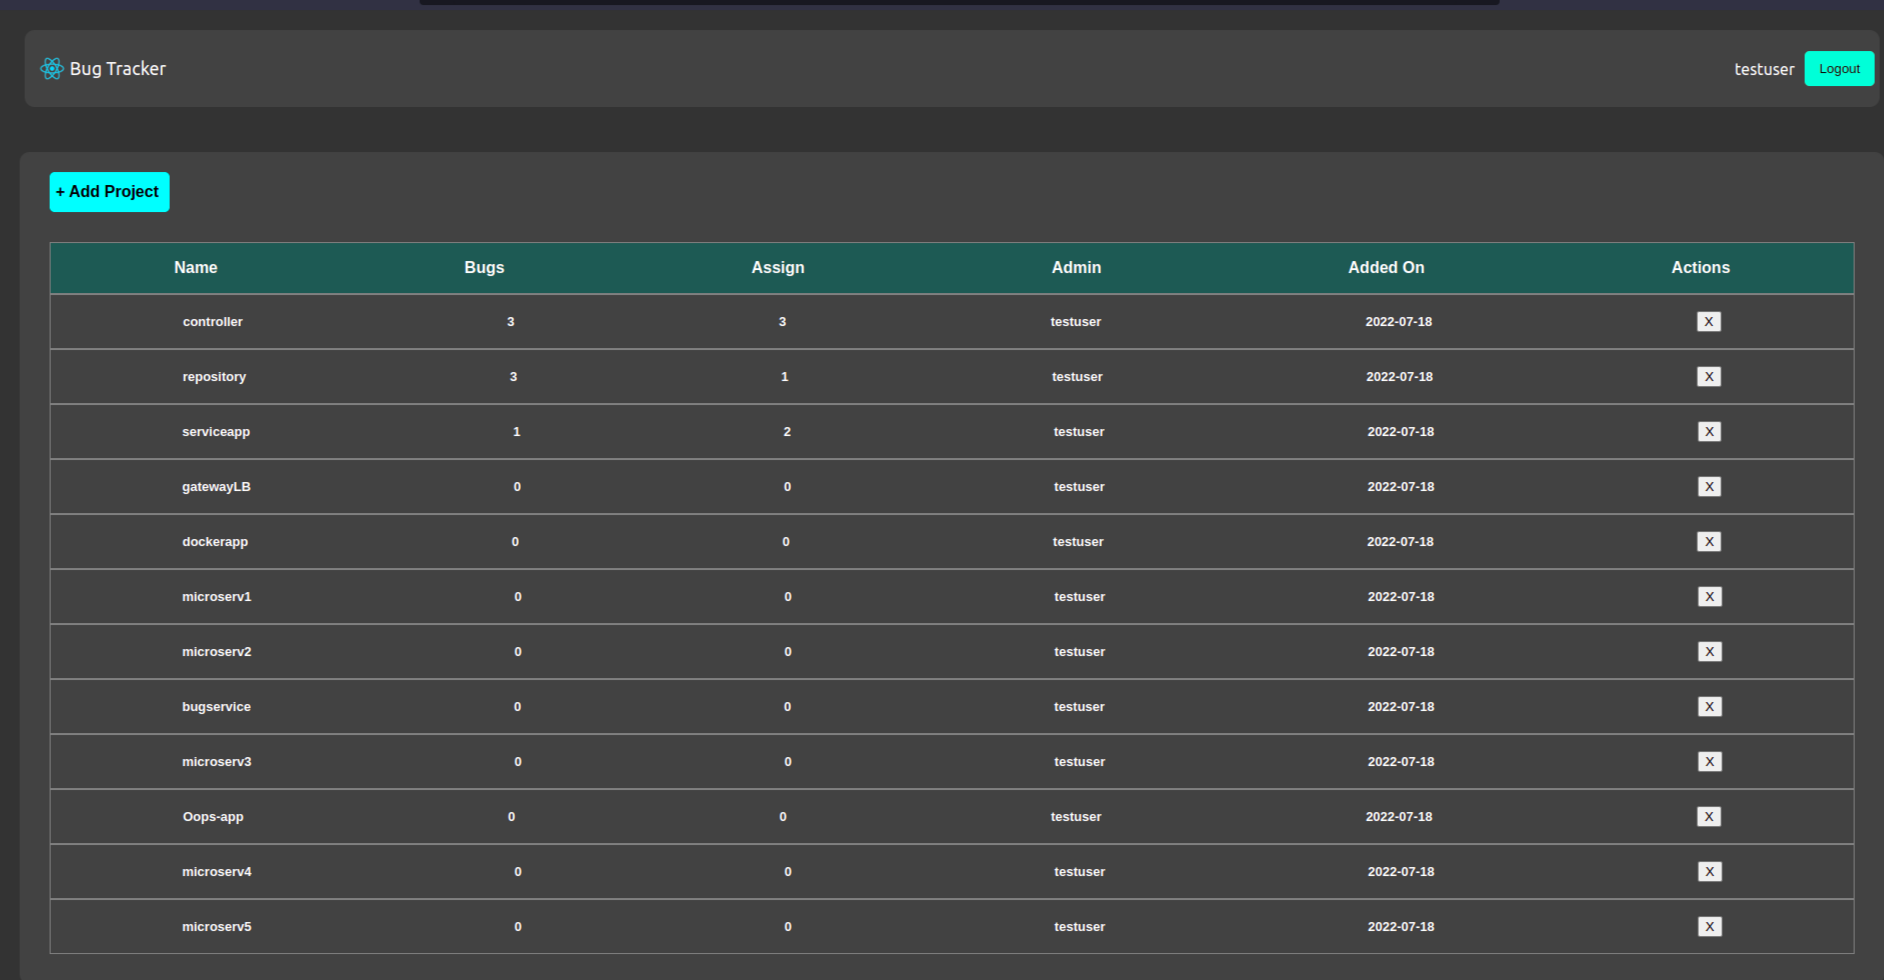 Bug Tracker testuser Logout
+ Add Project
Name Bugs Assign Admin Added On Actions
controller 3 3 testuser 2022-07-18 X
repository 3 1 testuser 2022-07-18 X
serviceapp 1 2 testuser 2022-07-18 X
gatewayLB 0 0 testuser 2022-07-18 X
dockerapp 0 0 testuser 2022-07-18 X
microserv1 0 0 testuser 2022-07-18 X
microserv2 0 0 testuser 2022-07-18 X
bugservice 0 0 testuser 2022-07-18 X
microserv3 0 0 testuser 2022-07-18 X
Oops-app 0 0 testuser 2022-07-18 X
microserv4 0 0 testuser 2022-07-18 X
microserv5 0 0 testuser 2022-07-18 X